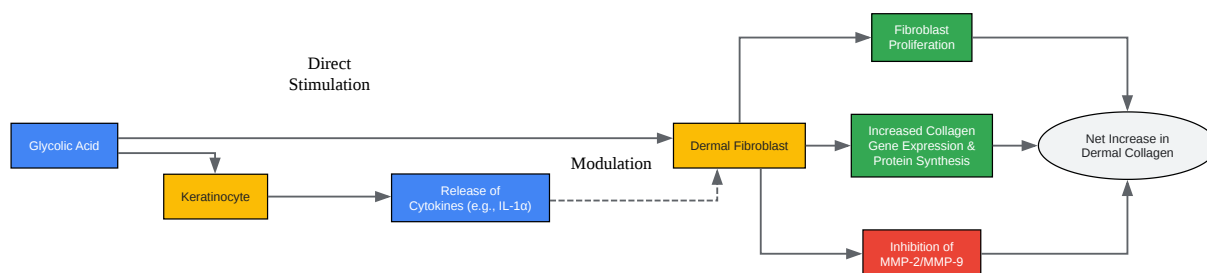 Direct
Stimulation
Glycolic Acid
Keratinocyte
Release of
Cytokines (e.g., IL-1α)
Modulation
Dermal Fibroblast
Fibroblast
Proliferation
Increased Collagen
Gene Expression &
Protein Synthesis
Inhibition of
MMP-2/MMP-9
Net Increase in
Dermal Collagen